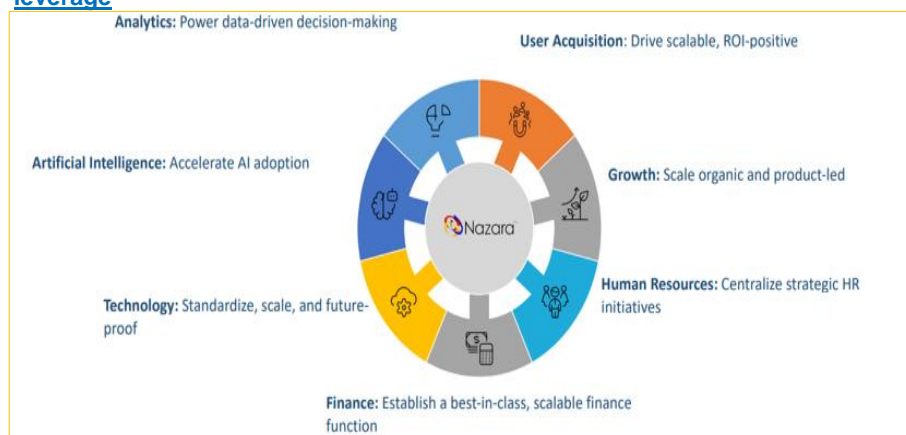 leverage
Analytics: Power data-driven decision-making
User Acquisition: Drive scalable, ROI-positive
Artificial Intelligence: Accelerate AI adoption
Growth: Scale organic and product-led
Nazara
Human Resources: Centralize strategic HR
initiatives
Technology: Standardize, scale, and future-
proof
$
Finance: Establish a best-in-class, scalable finance
function